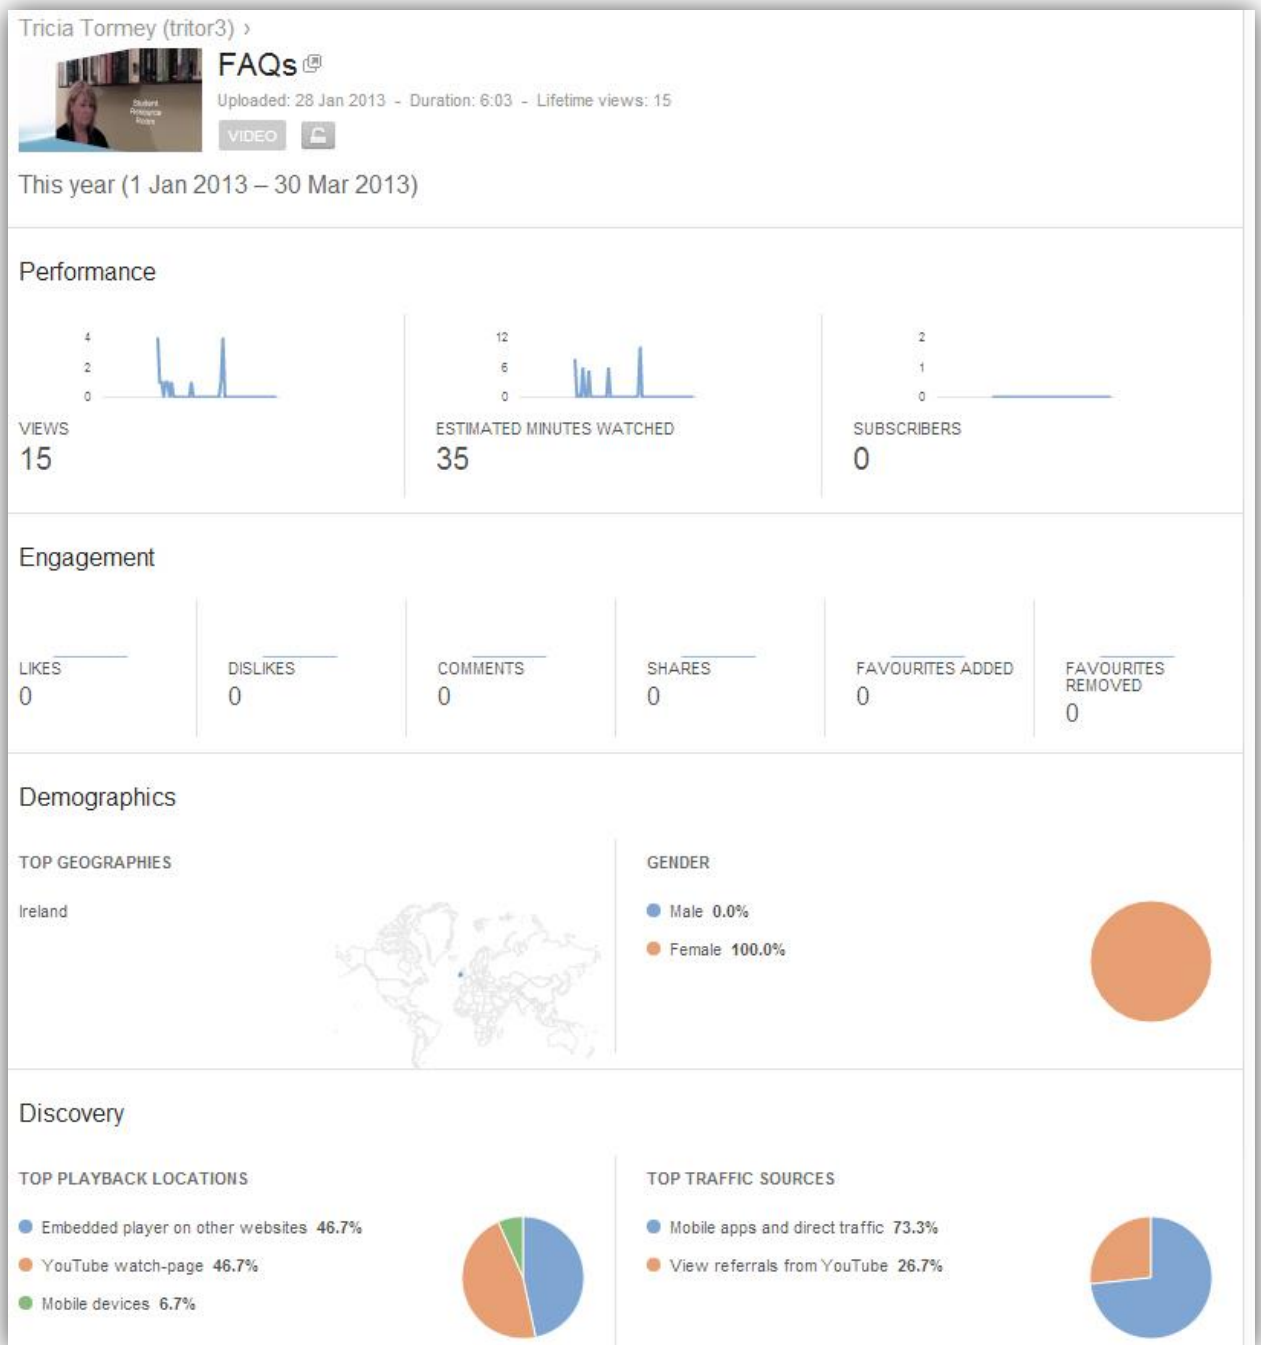 Tricia Tormey (tritor3) ›
Student
Resource
Room
FAQs
Uploaded: 28 Jan 2013 - Duration: 6:03 - Lifetime views: 15
VIDEO
This year (1 Jan 2013 – 30 Mar 2013)
Performance
4
2
0
VIEWS
15
12
6
0
ESTIMATED MINUTES WATCHED
35
2
1
0
SUBSCRIBERS
0
Engagement
LIKES
0
DISLIKES
0
COMMENTS
0
SHARES
0
FAVOURITES ADDED
0
FAVOURITES
REMOVED
0
Demographics
TOP GEOGRAPHIES
Ireland
GENDER
Male 0.0%
Female 100.0%
Discovery
TOP PLAYBACK LOCATIONS
Embedded player on other websites 46.7%
YouTube watch-page 46.7%
Mobile devices 6.7%
TOP TRAFFIC SOURCES
Mobile apps and direct traffic 73.3%
View referrals from YouTube 26.7%